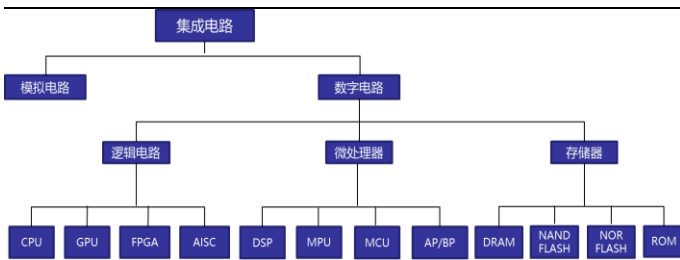 集成电路
模拟电路
数字电路
逻辑电路
微处理器
存储器
CPU
GPU
FPGA
AISC
DSP
MPU
MCU
AP/BP
DRAM
NAND
FLASH
NOR
FLASH
ROM